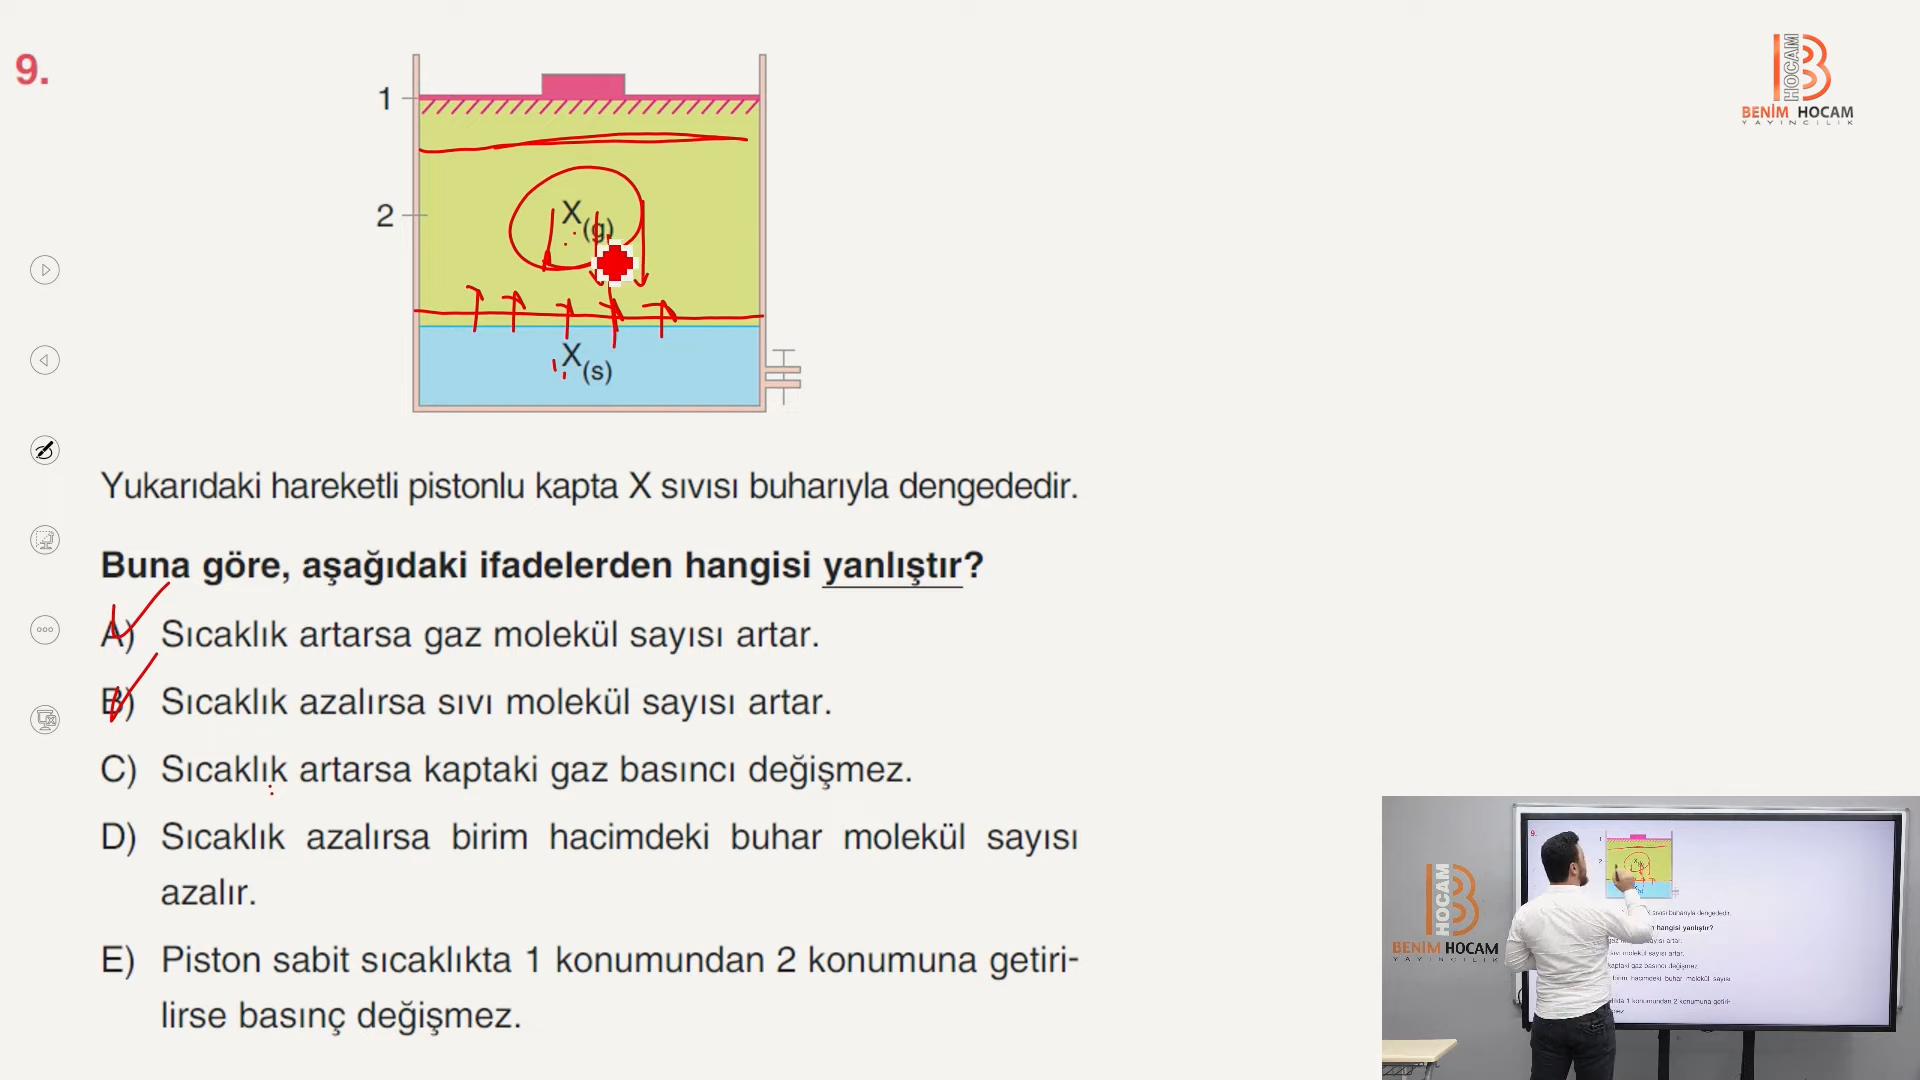 9.
BENİM HOCAM
YAYINCILIK
1
2
X(g)
X(s)
Yukarıdaki hareketli pistonlu kapta X sıvısı buharıyla dengededir.
Buna göre, aşağıdaki ifadelerden hangisi yanlıştır?
A) Sıcaklık artarsa gaz molekül sayısı artar.
B) Sıcaklık azalırsa sıvı molekül sayısı artar.
C) Sıcaklık artarsa kaptaki gaz basıncı değişmez.
D) Sıcaklık azalırsa birim hacimdeki buhar molekül sayısı
azalır.
E) Piston sabit sıcaklıkta 1 konumundan 2 konumuna getiri-
lirse basınç değişmez.
HOCAM
BENİM HOCAM
YAYINCILIK